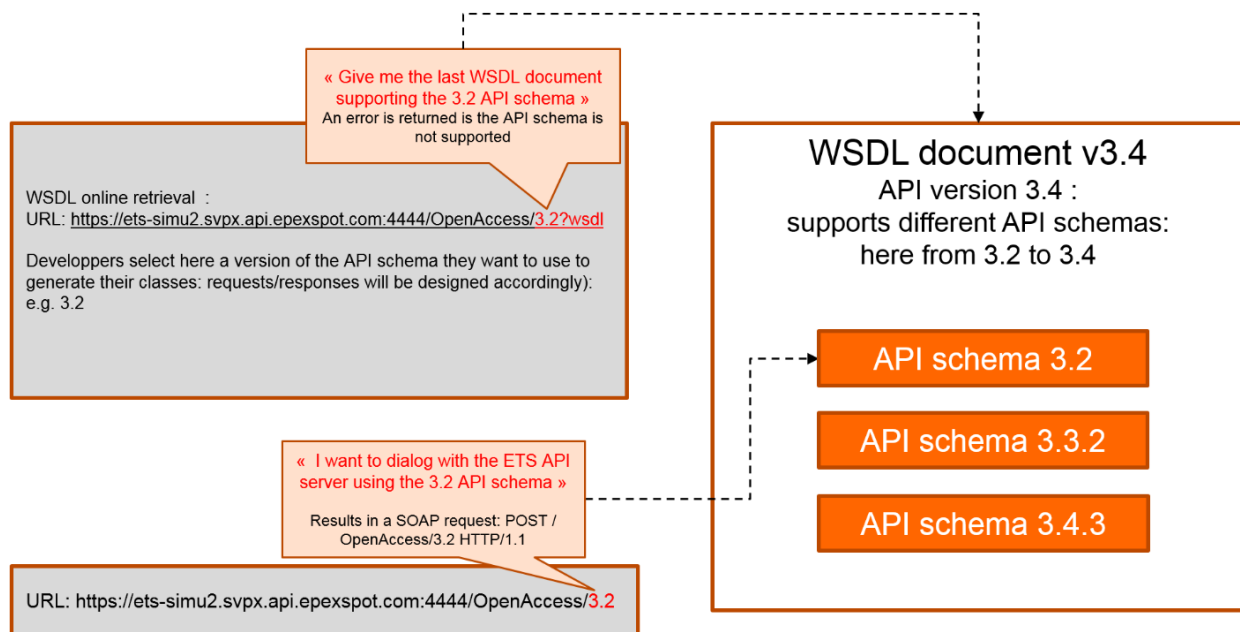 « Give me the last WSDL document
supporting the 3.2 API schema »
An error is returned is the API schema is
not supported
WSDL online retrieval :
URL: https://ets-simu2.svpx.api.epexspot.com:4444/OpenAccess/3.2?wsdl
Developpers select here a version of the API schema they want to use to
generate their classes: requests/responses will be designed accordingly):
e.g. 3.2
WSDL document v3.4
API version 3.4 :
supports different API schemas:
here from 3.2 to 3.4
API schema 3.2
API schema 3.3.2
API schema 3.4.3
« I want to dialog with the ETS API
server using the 3.2 API schema »
Results in a SOAP request: POST /
OpenAccess/3.2 HTTP/1.1
URL: https://ets-simu2.svpx.api.epexspot.com:4444/OpenAccess/3.2